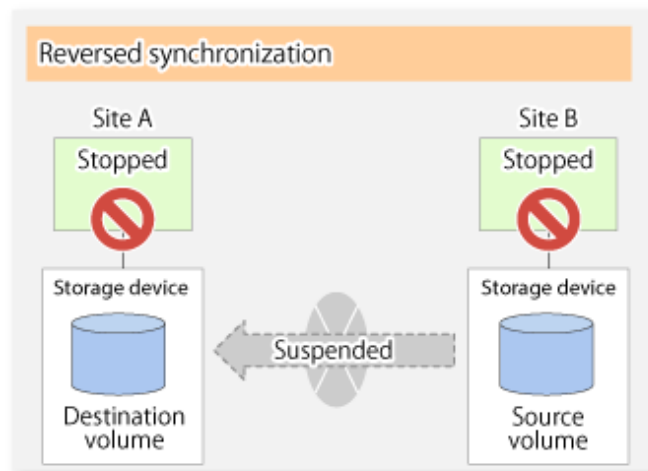 Reversed synchronization
Site A
Site B
Stopped
Stopped
Storage device
Storage device
Suspended
Destination
volume
Source
volume